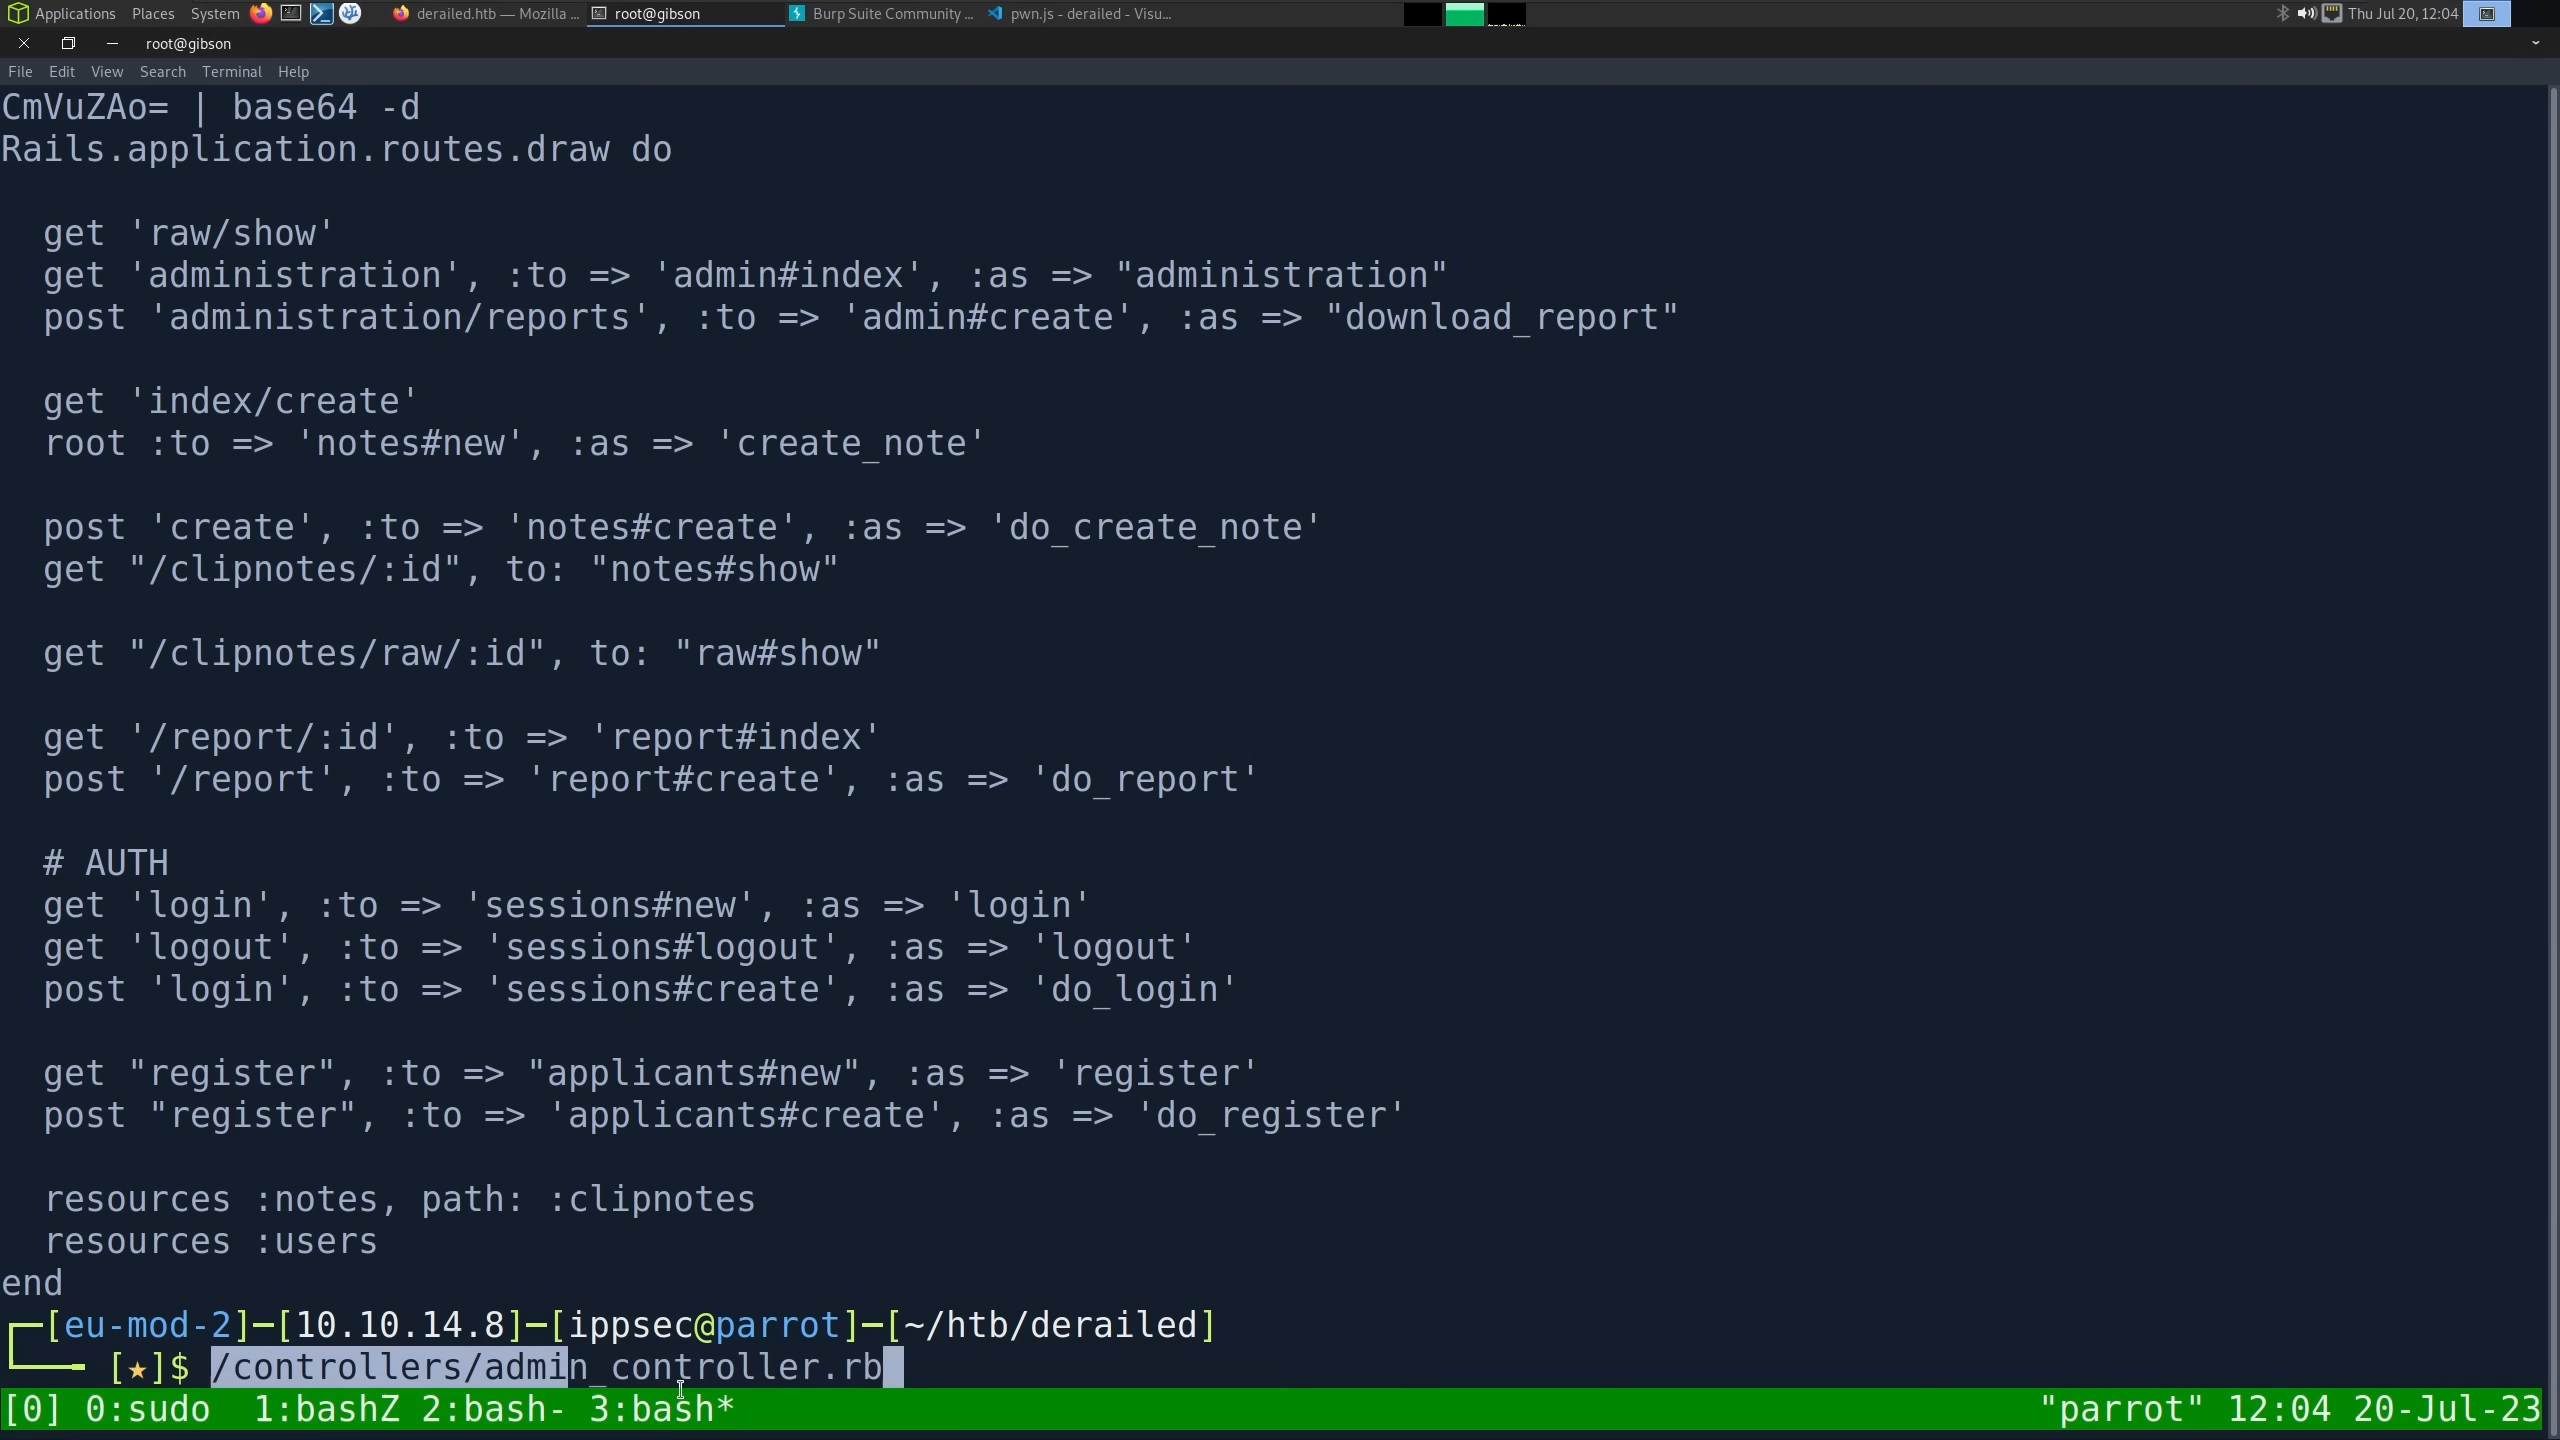 Applications Places System derailed.htb — Mozilla ... root@gibson Burp Suite Community ... pwn.js - derailed - Visu... Thu Jul 20, 12:04
root@gibson
File Edit View Search Terminal Help
CmVuZAo= | base64 -d
Rails.application.routes.draw do
  get 'raw/show'
  get 'administration', :to => 'admin#index', :as => "administration"
  post 'administration/reports', :to => 'admin#create', :as => "download_report"
  get 'index/create'
  root :to => 'notes#new', :as => 'create_note'
  post 'create', :to => 'notes#create', :as => 'do_create_note'
  get "/clipnotes/:id", to: "notes#show"
  get "/clipnotes/raw/:id", to: "raw#show"
  get '/report/:id', :to => 'report#index'
  post '/report', :to => 'report#create', :as => 'do_report'
  # AUTH
  get 'login', :to => 'sessions#new', :as => 'login'
  get 'logout', :to => 'sessions#logout', :as => 'logout'
  post 'login', :to => 'sessions#create', :as => 'do_login'
  get "register", :to => "applicants#new", :as => 'register'
  post "register", :to => 'applicants#create', :as => 'do_register'
  resources :notes, path: :clipnotes
  resources :users
end
[eu-mod-2]─[10.10.14.8]─[ippsec@parrot]─[~/htb/derailed]
[★]$ /controllers/admin_controller.rb
[0] 0:sudo  1:bashZ 2:bash- 3:bash* "parrot" 12:04 20-Jul-23